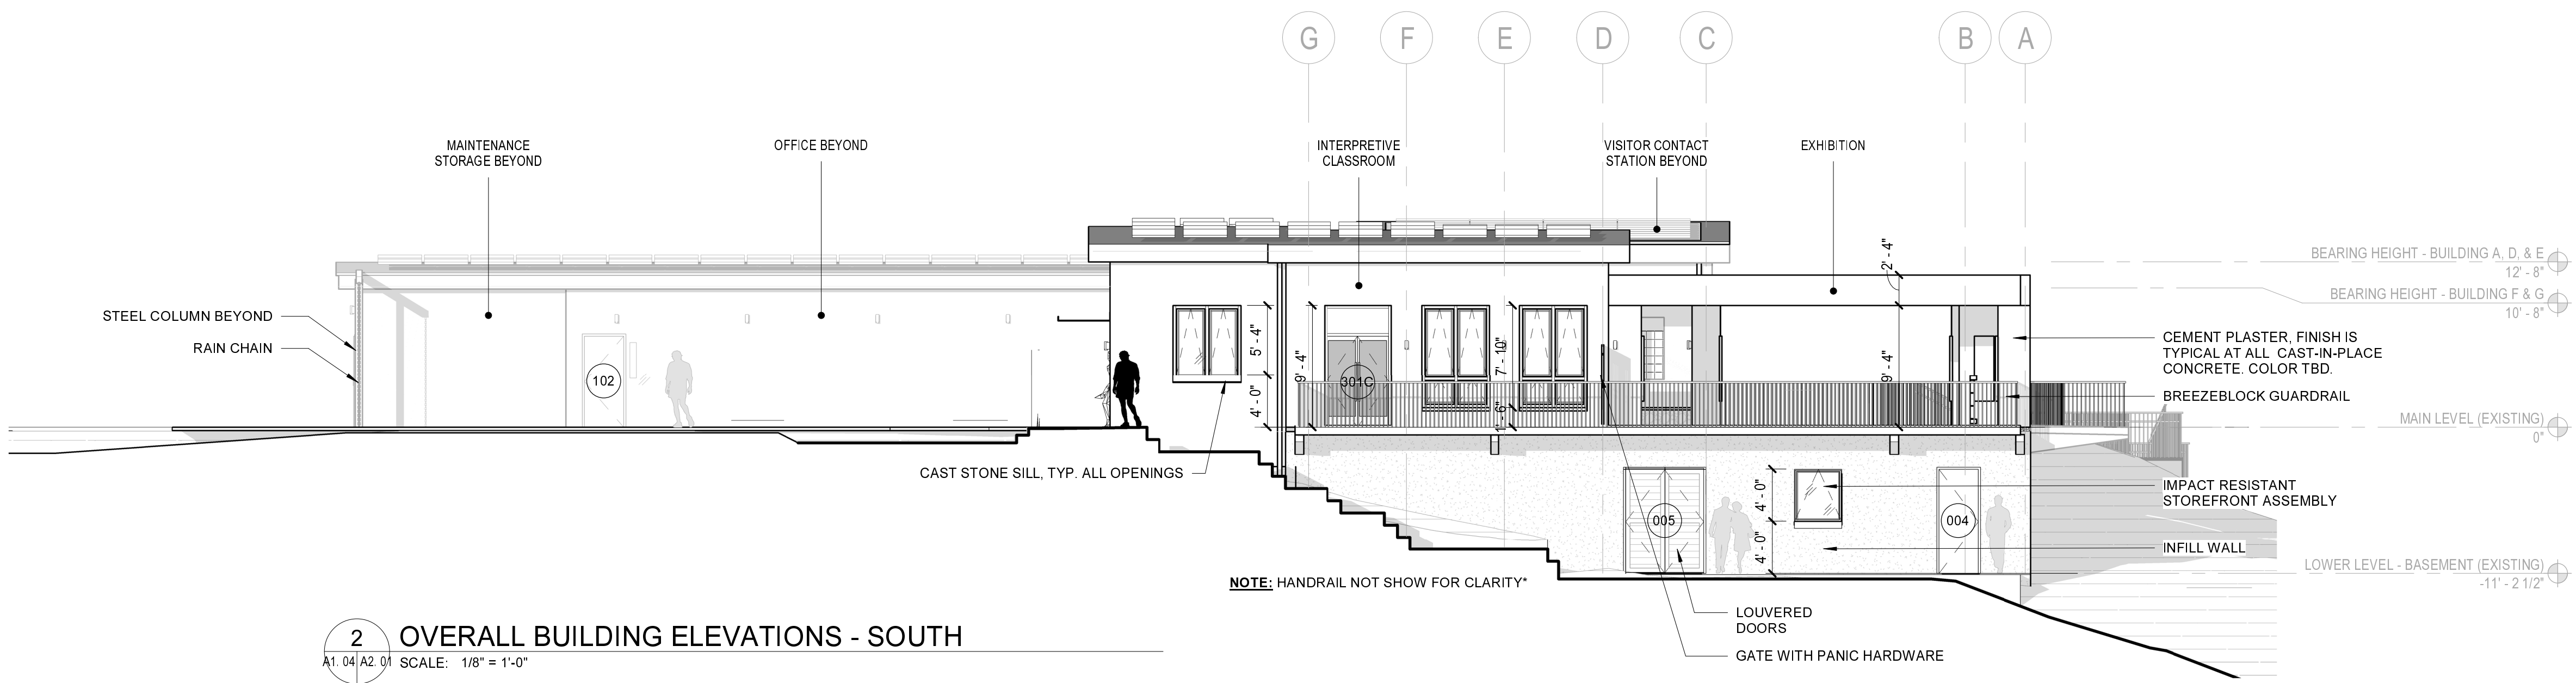 G F E D C B A
MAINTENANCE
STORAGE BEYOND
OFFICE BEYOND
INTERPRETIVE
CLASSROOM
VISITOR CONTACT
STATION BEYOND
EXHIBITION
BEARING HEIGHT - BUILDING A, D, & E
12' - 8"
BEARING HEIGHT - BUILDING F & G
10' - 8"
2' - 4"
STEEL COLUMN BEYOND
RAIN CHAIN
102
5' - 4"
4' - 0"
9' - 4"
301C
7' - 10"
1' - 6"
9' - 4"
CEMENT PLASTER, FINISH IS
TYPICAL AT ALL CAST-IN-PLACE
CONCRETE. COLOR TBD.
BREEZEBLOCK GUARDRAIL
MAIN LEVEL (EXISTING)
0"
CAST STONE SILL, TYP. ALL OPENINGS
005
4' - 0"
4' - 0"
004
IMPACT RESISTANT
STOREFRONT ASSEMBLY
INFILL WALL
LOWER LEVEL - BASEMENT (EXISTING)
-11' - 2 1/2"
NOTE: HANDRAIL NOT SHOW FOR CLARITY*
LOUVERED
DOORS
GATE WITH PANIC HARDWARE
2
OVERALL BUILDING ELEVATIONS - SOUTH
A1. 04 A2. 01
SCALE: 1/8" = 1'-0"